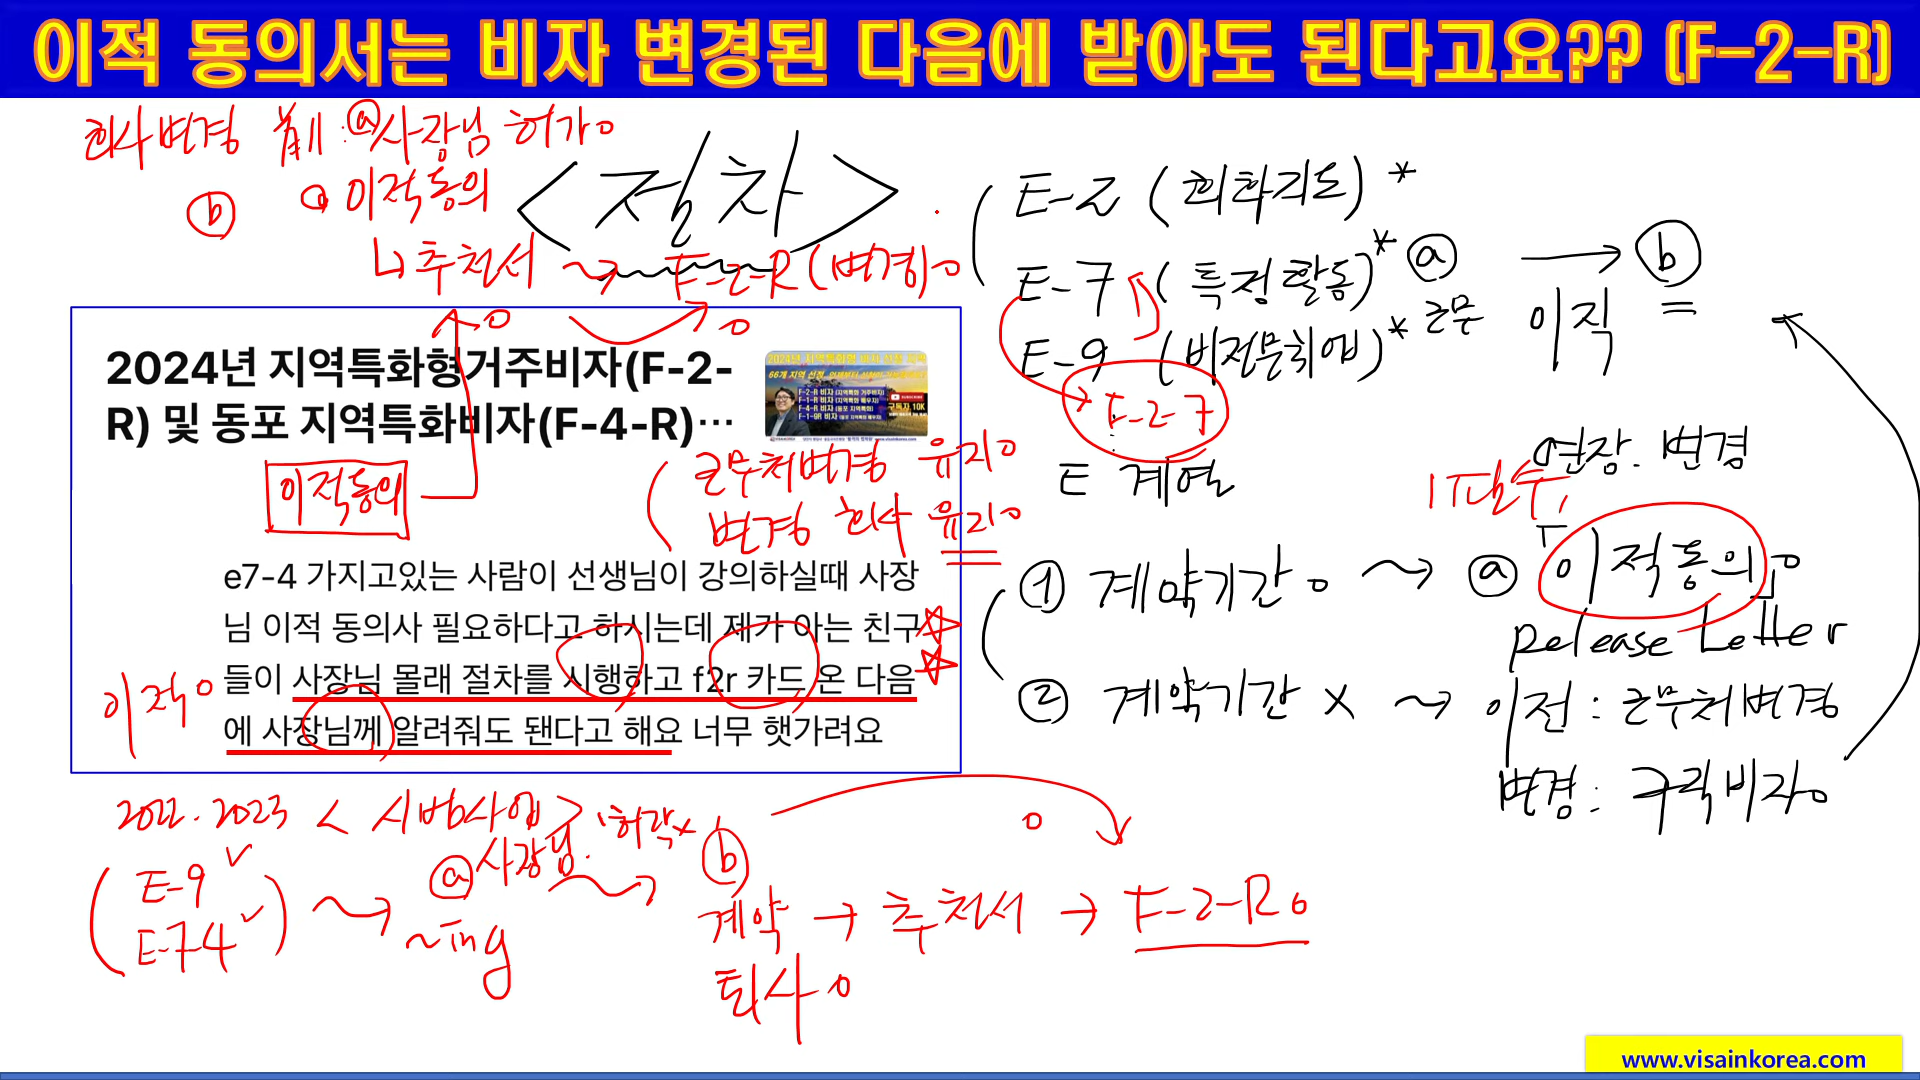 이적 동의서는 비자 변경된 다음에 받아도 된다고요?? (F-2-R)
회사변경 前 : ⓐ사장님 허가o
ⓑ o 이적동의
↳ 추천서 → F-2-R (변경)o
<절차>
E-2 (회화지도)*
E-7 (특정활동)*
E-9 (비전문취업)*
F-2-7
E 계열
ⓐ → ⓑ
근무 이직
2024년 지역특화형거주비자(F-2-
R) 및 동포 지역특화비자(F-4-R)…
이적동의
근무처변경 유지o
변경 회사 유지o
e7-4 가지고있는 사람이 선생님이 강의하실때 사장
님 이적 동의사 필요하다고 하시는데 제가 아는 친구
들이 사장님 몰래 절차를 시행하고 f2r 카드 온 다음
에 사장님께 알려줘도 됀다고 해요 너무 햇가려요
이직o
연장. 변경
① 계약기간 o → ⓐ 이적동의 o
Release Letter
② 계약기간 x → 이전 : 근무처변경
변경 : 구직비자o
2022. 2023 < 시범사업 >
E-9
E-7-4
ⓐ 사장님. 허락x
~ing
ⓑ
계약 → 추천서 → F-2-R o
퇴사 o
www.visainkorea.com